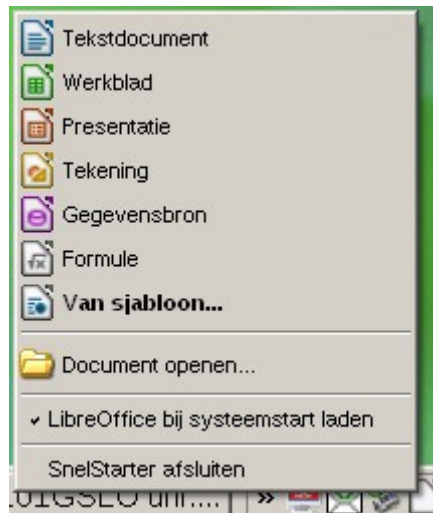 Tekstdocument
Werkblad
Presentatie
Tekening
Gegevensbron
Formule
Van sjabloon...
Document openen...
LibreOffice bij systeemstart laden
SnelStarter afsluiten